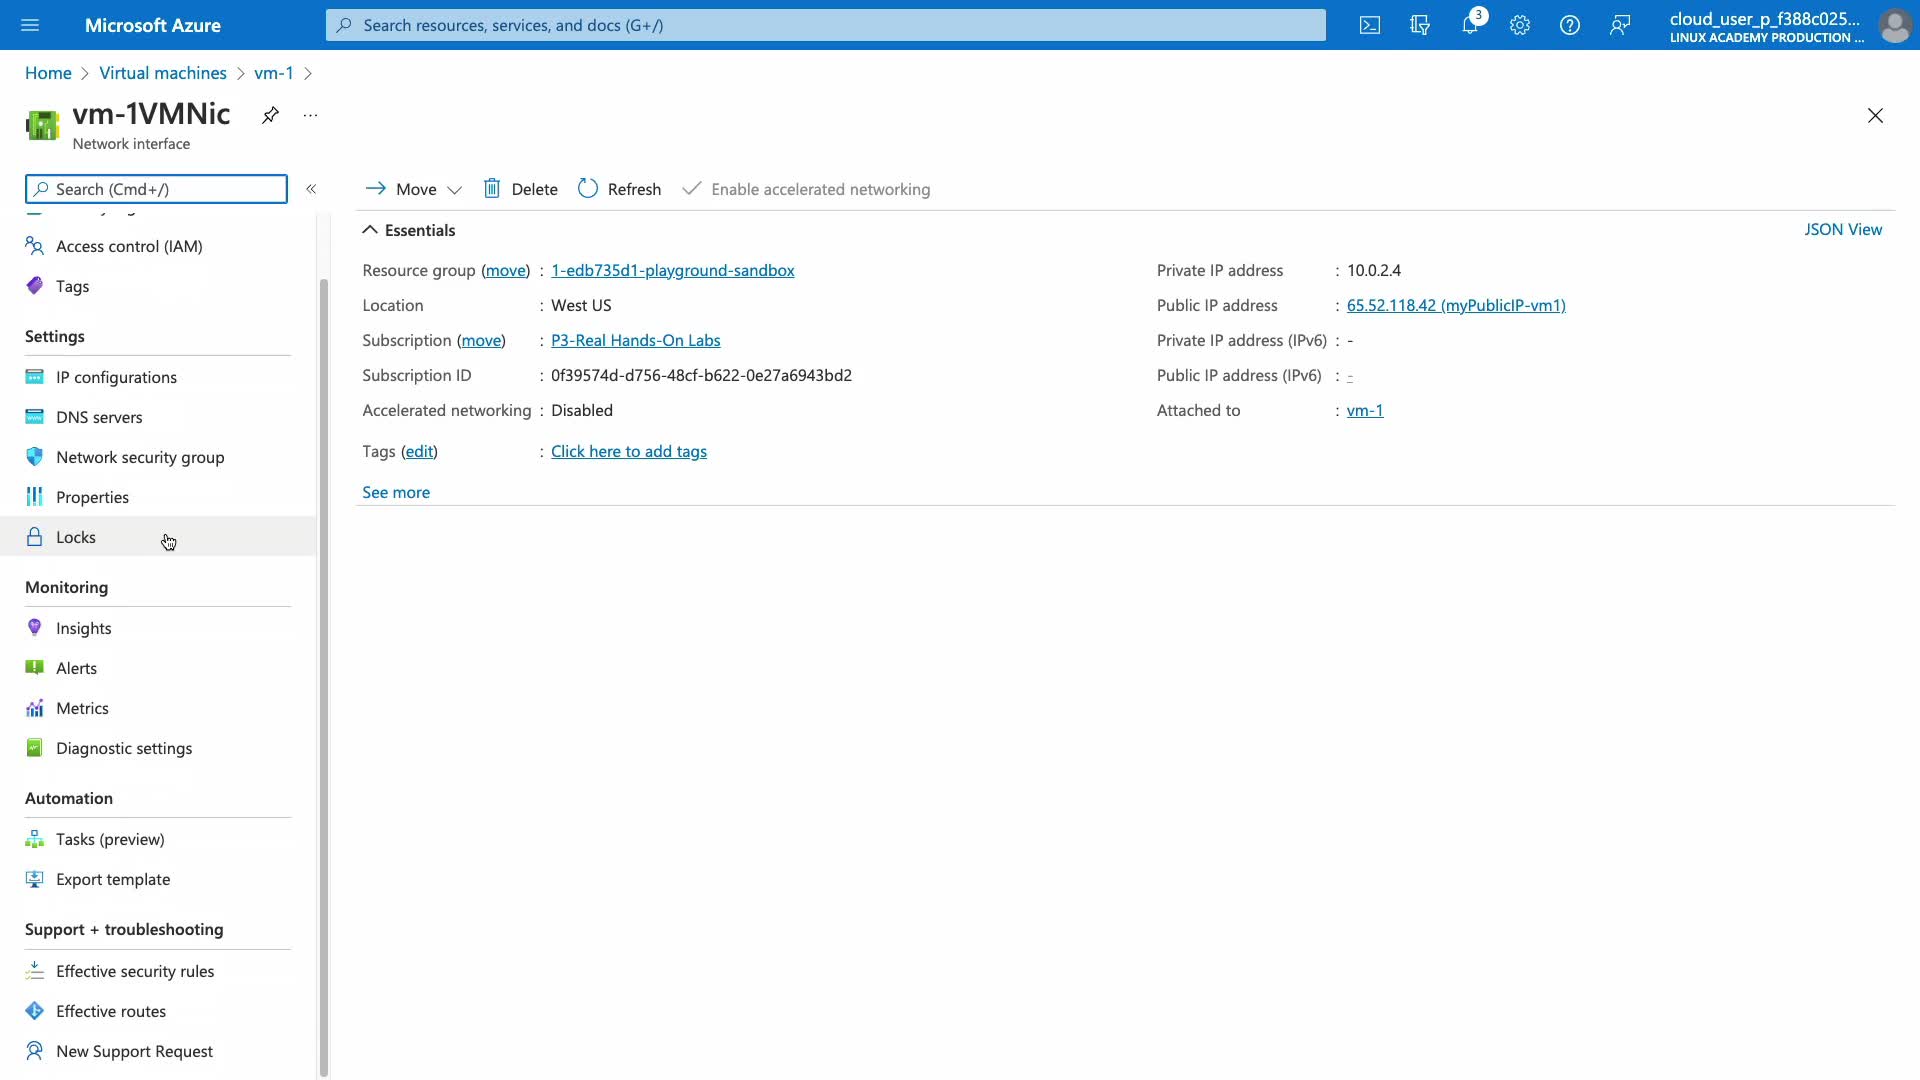 Microsoft Azure
Search resources, services, and docs (G+/)
3
cloud_user_p_f388c025...
LINUX ACADEMY PRODUCTION ...
Home > Virtual machines > vm-1 >
vm-1VMNic
...
Network interface
Search (Cmd+/)
«
Move
Delete
Refresh
Enable accelerated networking
Access control (IAM)
Tags
Settings
IP configurations
DNS servers
Network security group
Properties
Locks
Monitoring
Insights
Alerts
Metrics
Diagnostic settings
Automation
Tasks (preview)
Export template
Support + troubleshooting
Effective security rules
Effective routes
New Support Request
Essentials
JSON View
Resource group (move) : 1-edb735d1-playground-sandbox
Location : West US
Subscription (move) : P3-Real Hands-On Labs
Subscription ID : 0f39574d-d756-48cf-b622-0e27a6943bd2
Accelerated networking : Disabled
Tags (edit) : Click here to add tags
See more
Private IP address : 10.0.2.4
Public IP address : 65.52.118.42 (myPublicIP-vm1)
Private IP address (IPv6) : -
Public IP address (IPv6) : -
Attached to : vm-1